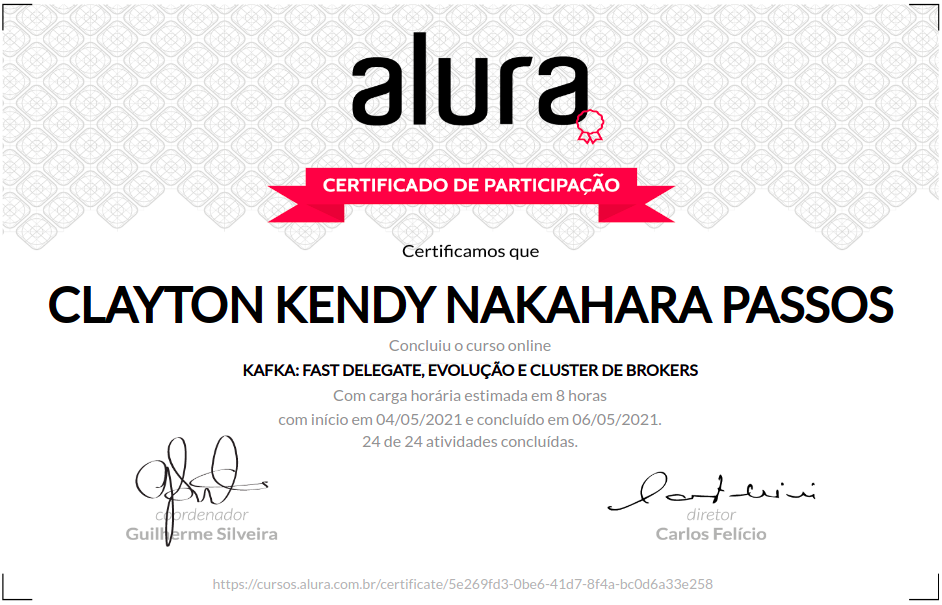 alura
CERTIFICADO DE PARTICIPAÇÃO
Certificamos que
CLAYTON KENDY NAKAHARA PASSOS
Concluiu o curso online
KAFKA: FAST DELEGATE, EVOLUÇÃO E CLUSTER DE BROKERS
Com carga horária estimada em 8 horas
com início em 04/05/2021 e concluído em 06/05/2021.
24 de 24 atividades concluídas.
coordenador
Guilherme Silveira
diretor
Carlos Felício
https://cursos.alura.com.br/certificate/5e269fd3-0be6-41d7-8f4a-bc0d6a33e258